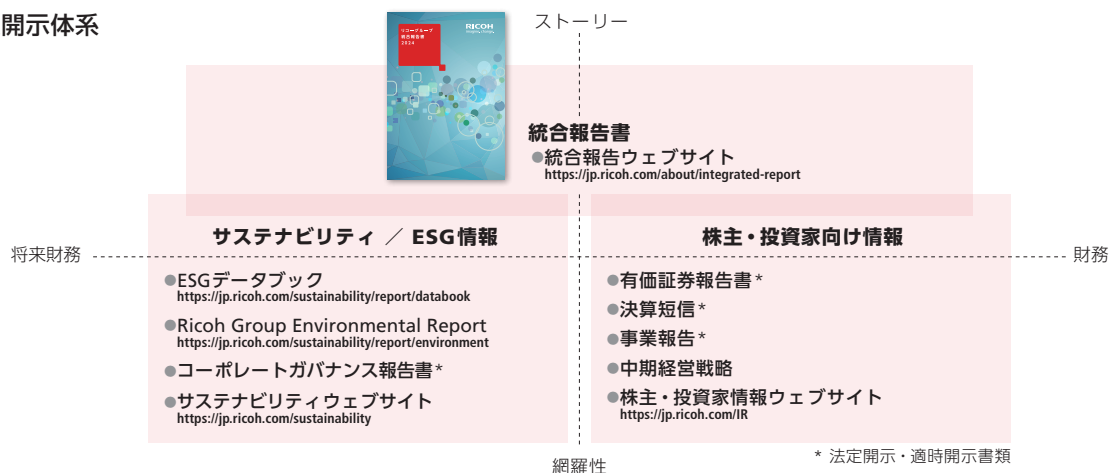 開示体系
ストーリー
リコーグループ
統合報告書
2024
RICOH
imagine. change.
統合報告書
●統合報告ウェブサイト
https://jp.ricoh.com/about/integrated-report
将来財務
財務
サステナビリティ ／ ESG情報
●ESGデータブック
https://jp.ricoh.com/sustainability/report/databook
●Ricoh Group Environmental Report
https://jp.ricoh.com/sustainability/report/environment
●コーポレートガバナンス報告書*
●サステナビリティウェブサイト
https://jp.ricoh.com/sustainability
株主・投資家向け情報
●有価証券報告書*
●決算短信*
●事業報告*
●中期経営戦略
●株主・投資家情報ウェブサイト
https://jp.ricoh.com/IR
網羅性
* 法定開示・適時開示書類